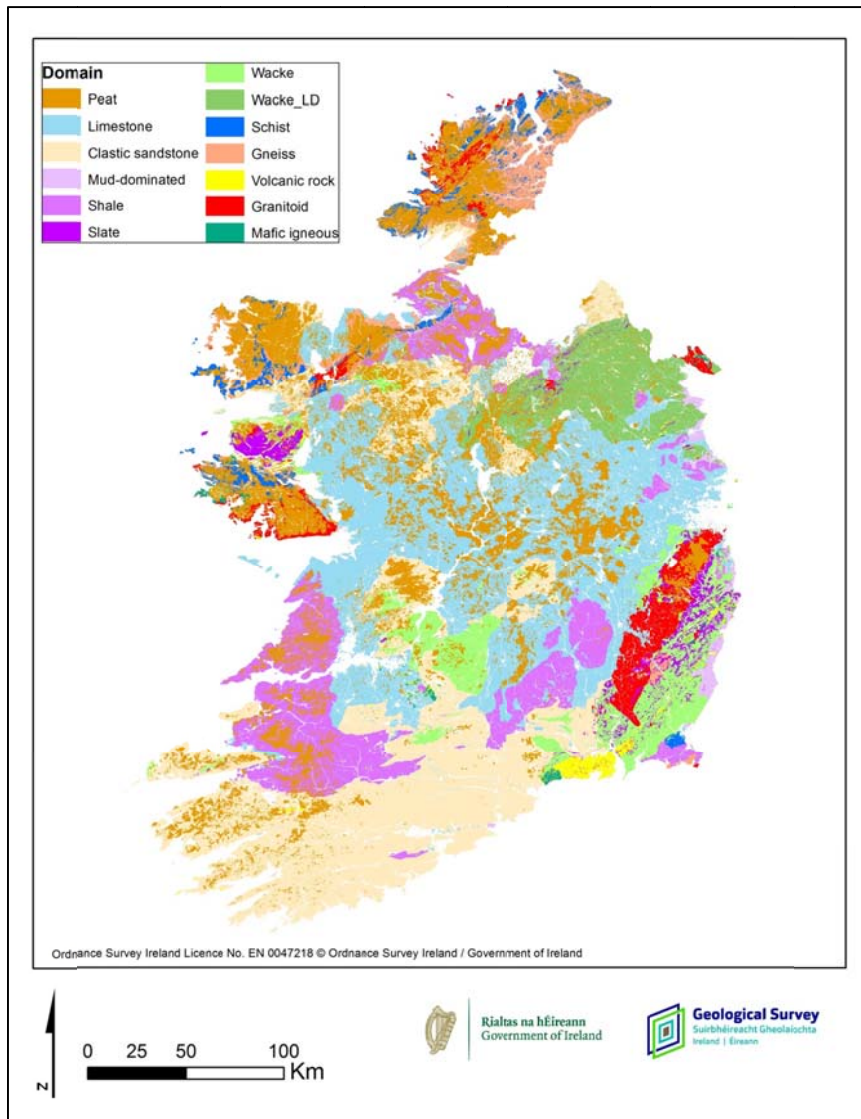 Domain
Peat
Limestone
Clastic sandstone
Mud-dominated
Shale
Slate
Wacke
Wacke_LD
Schist
Gneiss
Volcanic rock
Granitoid
Mafic igneous
Ordnance Survey Ireland Licence No. EN 0047218 © Ordnance Survey Ireland / Government of Ireland
N
0 50 100
Km
Rialtas na hÉireann
Government of Ireland
Geological Survey
Suirbhéireacht Gheolaíochta
Ireland | Éireann